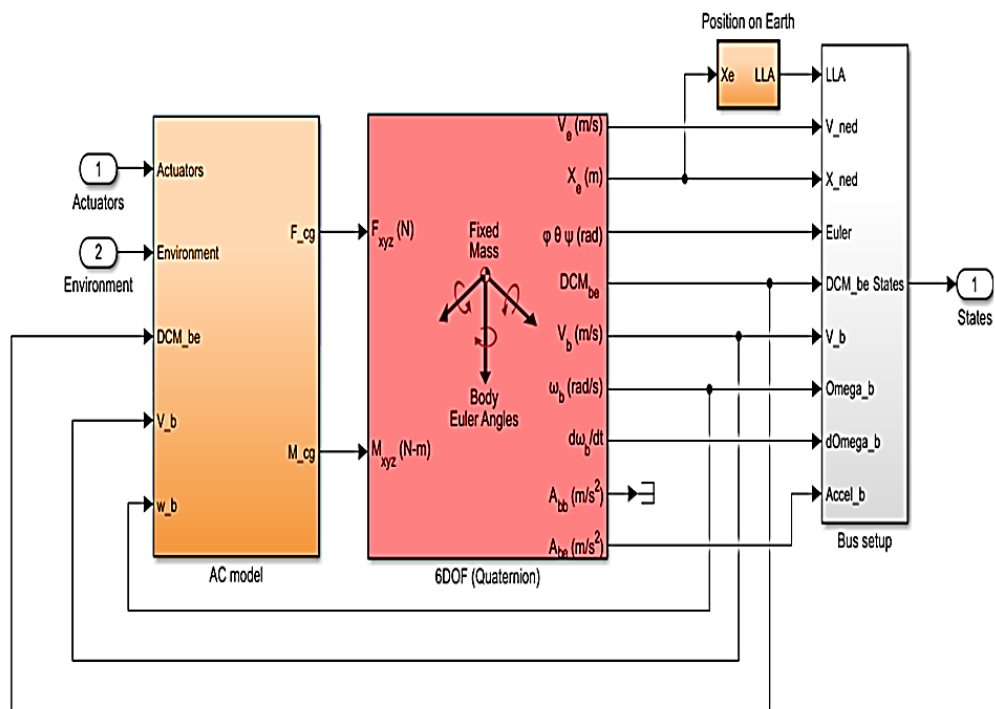 Position on Earth
Xe LLA
LLA
V_ned
X_ned
Euler
DCM_be States
V_b
Omega_b
dOmega_b
Accel_b
Bus setup
1
States
1
Actuators
2
Environment
Actuators
Environment
DCM_be
V_b
w_b
F_cg
M_cg
AC model
F_xyz (N)
M_xyz (N-m)
Fixed
Mass
Body
Euler Angles
V_e (m/s)
X_e (m)
φ θ ψ (rad)
DCM_be
V_b (m/s)
ω_b (rad/s)
dω_b/dt
A_bb (m/s²)
A_be (m/s²)
6DOF (Quaternion)